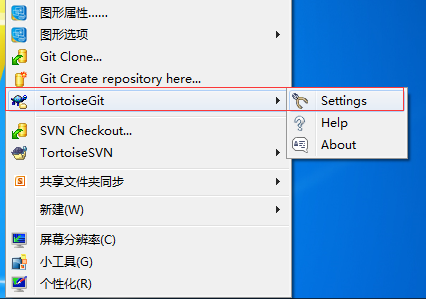 图形属性......
图形选项
Git Clone...
Git Create repository here...
TortoiseGit
Settings
Help
About
SVN Checkout...
TortoiseSVN
共享文件夹同步
新建(W)
屏幕分辨率(C)
小工具(G)
个性化(R)